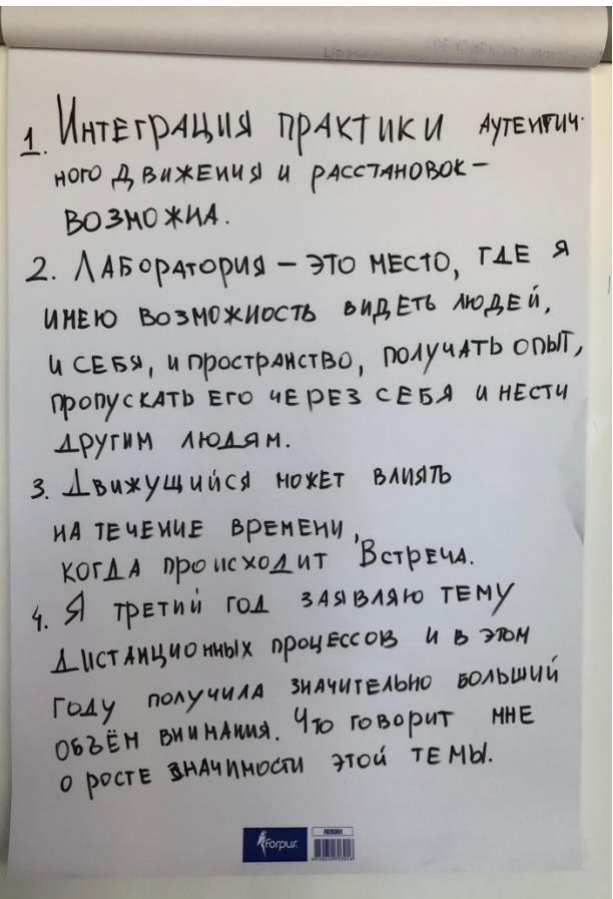 1. Интеграция практики аутентич-
ного движения и расстановок –
возможна.
2. Лаборатория – это место, где я
имею возможность видеть людей,
и себя, и пространство, получать опыт,
пропускать его через себя и нести
другим людям.
3. Движущийся может влиять
на течение времени,
когда происходит Встреча.
4. Я третий год заявляю тему
дистанционных процессов и в этом
году получила значительно больший
объём внимания. Что говорит мне
о росте значимости этой темы.
forpus